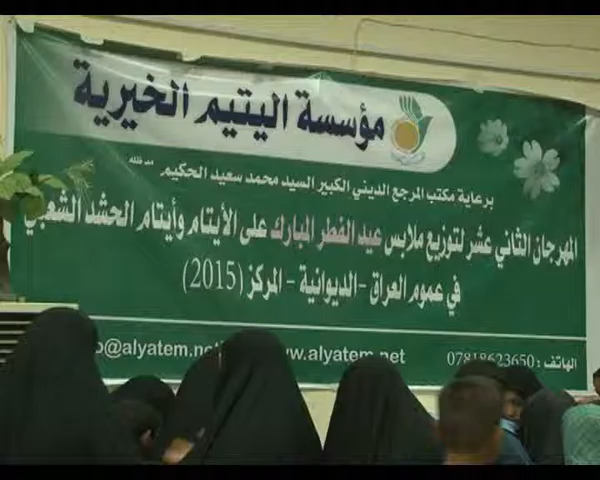 مؤسسة اليتيم الخيرية
برعاية مكتب المرجع الديني الكبير السيد محمد سعيد الحكيم مد ظله
المهرجان الثاني عشر لتوزيع ملابس عيد الفطر المبارك على الأيتام وأيتام الحشد الشعبي
في عموم العراق - الديوانية - المركز (2015)
الهاتف : 07818623650
www.alyatem.net
o@alyatem.net